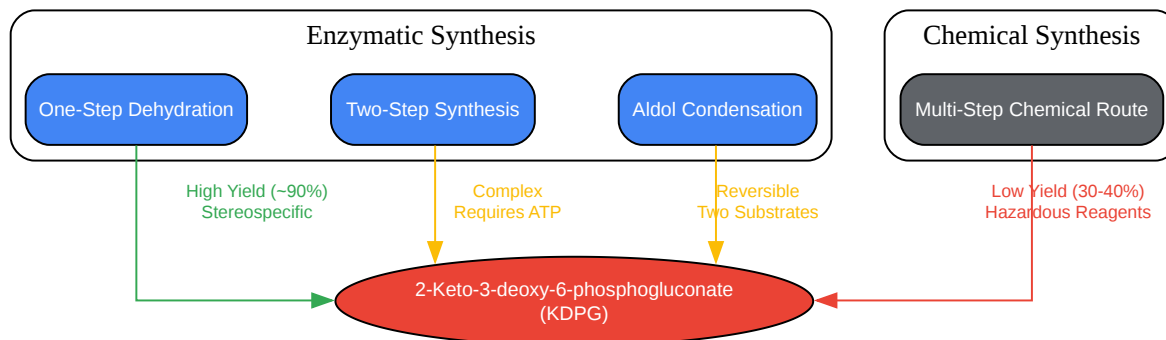 Enzymatic Synthesis
Chemical Synthesis
One-Step Dehydration
Two-Step Synthesis
Aldol Condensation
Multi-Step Chemical Route
High Yield (~90%)
Stereospecific
Complex
Requires ATP
Reversible
Two Substrates
Low Yield (30-40%)
Hazardous Reagents
2-Keto-3-deoxy-6-phosphogluconate
(KDPG)